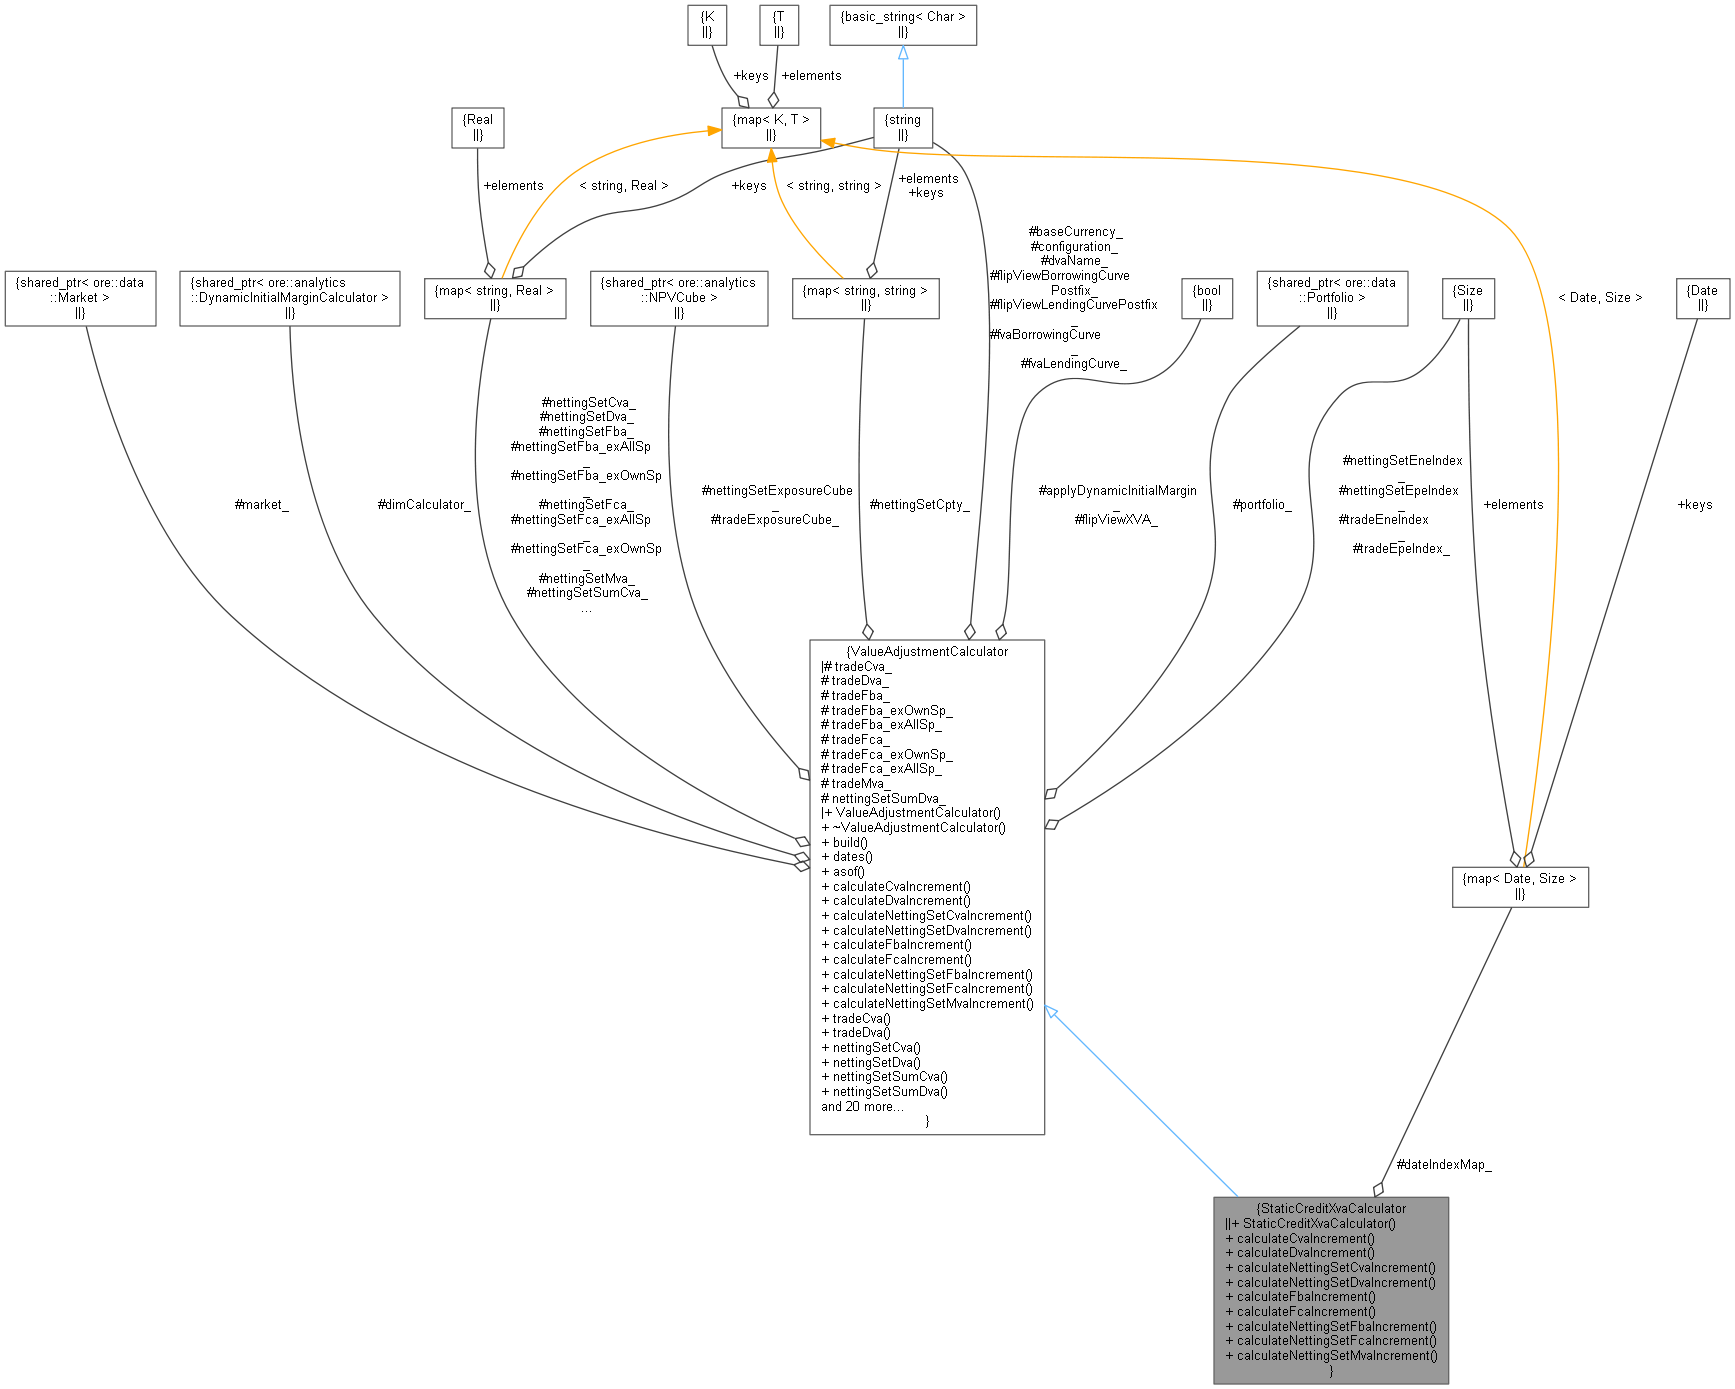 {K
||}
{T
||}
{basic_string< Char >
||}
+keys
+elements
{Real
||}
{map< K, T >
||}
{string
||}
+elements
< string, Real >
+keys
< string, string >
+elements
+keys
#baseCurrency_
#configuration_
#dvaName_
#flipViewBorrowingCurve
Postfix_
#flipViewLendingCurvePostfix
_
#fvaBorrowingCurve
_
#fvaLendingCurve_
{shared_ptr< ore::data
::Market >
||}
{shared_ptr< ore::analytics
::DynamicInitialMarginCalculator >
||}
{map< string, Real >
||}
{shared_ptr< ore::analytics
::NPVCube >
||}
{map< string, string >
||}
{bool
||}
{shared_ptr< ore::data
::Portfolio >
||}
{Size
||}
< Date, Size >
{Date
||}
#market_
#dimCalculator_
#nettingSetCva_
#nettingSetDva_
#nettingSetFba_
#nettingSetFba_exAllSp
_
#nettingSetFba_exOwnSp
_
#nettingSetFca_
#nettingSetFca_exAllSp
_
#nettingSetFca_exOwnSp
_
#nettingSetMva_
#nettingSetSumCva_
...
#nettingSetExposureCube
_
#tradeExposureCube_
#nettingSetCpty_
#applyDynamicInitialMargin
_
#flipViewXVA_
#portfolio_
#nettingSetEneIndex
_
#nettingSetEpeIndex
_
#tradeEneIndex
_
#tradeEpeIndex_
+elements
+keys
{ValueAdjustmentCalculator
|# tradeCva_
# tradeDva_
# tradeFba_
# tradeFba_exOwnSp_
# tradeFba_exAllSp_
# tradeFca_
# tradeFca_exOwnSp_
# tradeFca_exAllSp_
# tradeMva_
# nettingSetSumDva_
|+ ValueAdjustmentCalculator()
+ ~ValueAdjustmentCalculator()
+ build()
+ dates()
+ asof()
+ calculateCvaIncrement()
+ calculateDvaIncrement()
+ calculateNettingSetCvaIncrement()
+ calculateNettingSetDvaIncrement()
+ calculateFbaIncrement()
+ calculateFcaIncrement()
+ calculateNettingSetFbaIncrement()
+ calculateNettingSetFcaIncrement()
+ calculateNettingSetMvaIncrement()
+ tradeCva()
+ tradeDva()
+ nettingSetCva()
+ nettingSetDva()
+ nettingSetSumCva()
+ nettingSetSumDva()
and 20 more...
}
{map< Date, Size >
||}
#dateIndexMap_
{StaticCreditXvaCalculator
||+ StaticCreditXvaCalculator()
+ calculateCvaIncrement()
+ calculateDvaIncrement()
+ calculateNettingSetCvaIncrement()
+ calculateNettingSetDvaIncrement()
+ calculateFbaIncrement()
+ calculateFcaIncrement()
+ calculateNettingSetFbaIncrement()
+ calculateNettingSetFcaIncrement()
+ calculateNettingSetMvaIncrement()
}